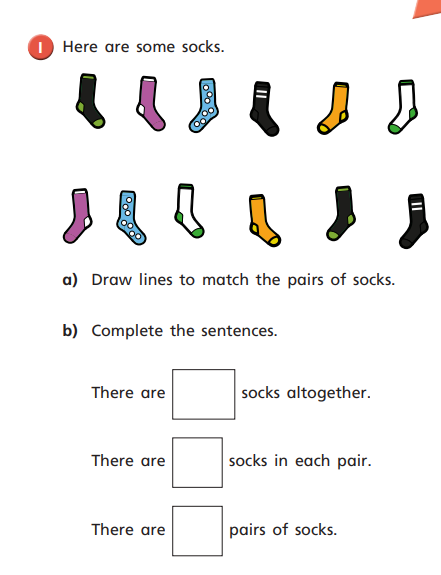 1 Here are some socks.
a) Draw lines to match the pairs of socks.
b) Complete the sentences.
There are socks altogether.
There are socks in each pair.
There are pairs of socks.